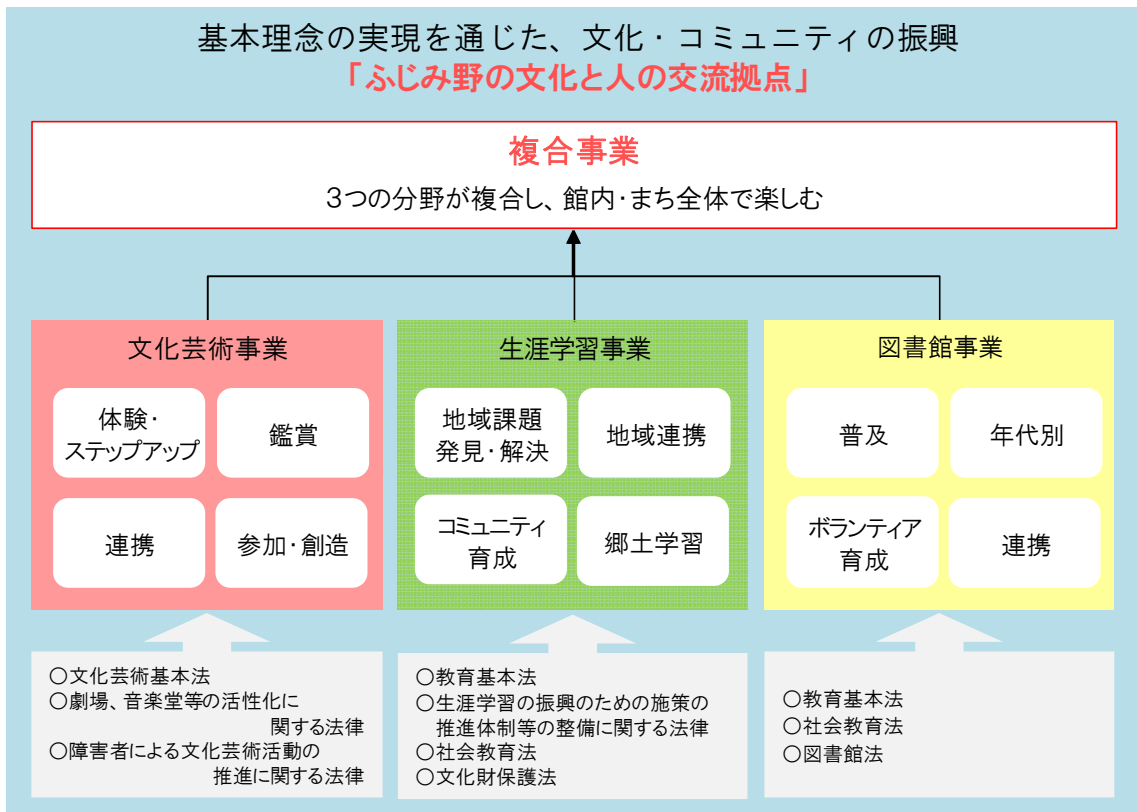 基本理念の実現を通じた、文化・コミュニティの振興
「ふじみ野の文化と人の交流拠点」
複合事業
3つの分野が複合し、館内・まち全体で楽しむ
文化芸術事業
体験・
ステップアップ
鑑賞
連携
参加・創造
生涯学習事業
地域課題
発見・解決
地域連携
コミュニティ
育成
郷土学習
図書館事業
普及
年代別
ボランティア
育成
連携
○文化芸術基本法
○劇場、音楽堂等の活性化に
関する法律
○障害者による文化芸術活動の
推進に関する法律
○教育基本法
○生涯学習の振興のための施策の
推進体制等の整備に関する法律
○社会教育法
○文化財保護法
○教育基本法
○社会教育法
○図書館法